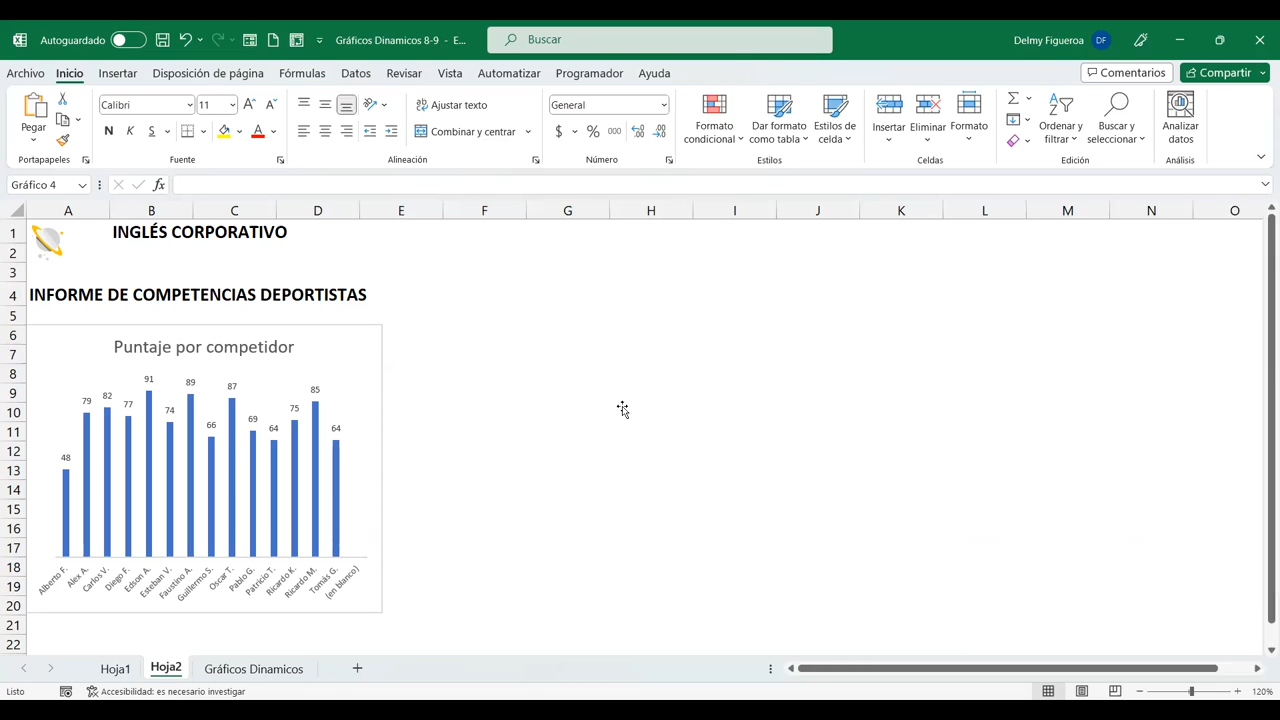 Autoguardado
Gráficos Dinamicos 8-9 - E...
Buscar
Delmy Figueroa
DF
Archivo Inicio Insertar Disposición de página Fórmulas Datos Revisar Vista Automatizar Programador Ayuda
Comentarios
Compartir
Pegar
Portapapeles
Calibri 11
N K S
Fuente
Ajustar texto
Combinar y centrar
Alineación
General
$ % 000
Número
Formato condicional
Dar formato como tabla
Estilos de celda
Estilos
Insertar
Eliminar
Formato
Celdas
Ordenar y filtrar
Buscar y seleccionar
Edición
Analizar datos
Análisis
Gráfico 4
fx
A B C D E F G H I J K L M N O
1
2
3
4
5
6
7
8
9
10
11
12
13
14
15
16
17
18
19
20
21
22
INGLÉS CORPORATIVO
INFORME DE COMPETENCIAS DEPORTISTAS
Puntaje por competidor
48 79 82 77 91 74 89 66 87 69 64 75 85 64
Alberto F.
Alex A.
Carlos V.
Diego F.
Edson A.
Esteban V.
Faustino A.
Guillermo S.
Oscar T.
Pablo G.
Patricio T.
Ricardo K.
Ricardo M.
Tomás G.
(en blanco)
Hoja1 Hoja2 Gráficos Dinamicos
Listo
Accesibilidad: es necesario investigar
120%